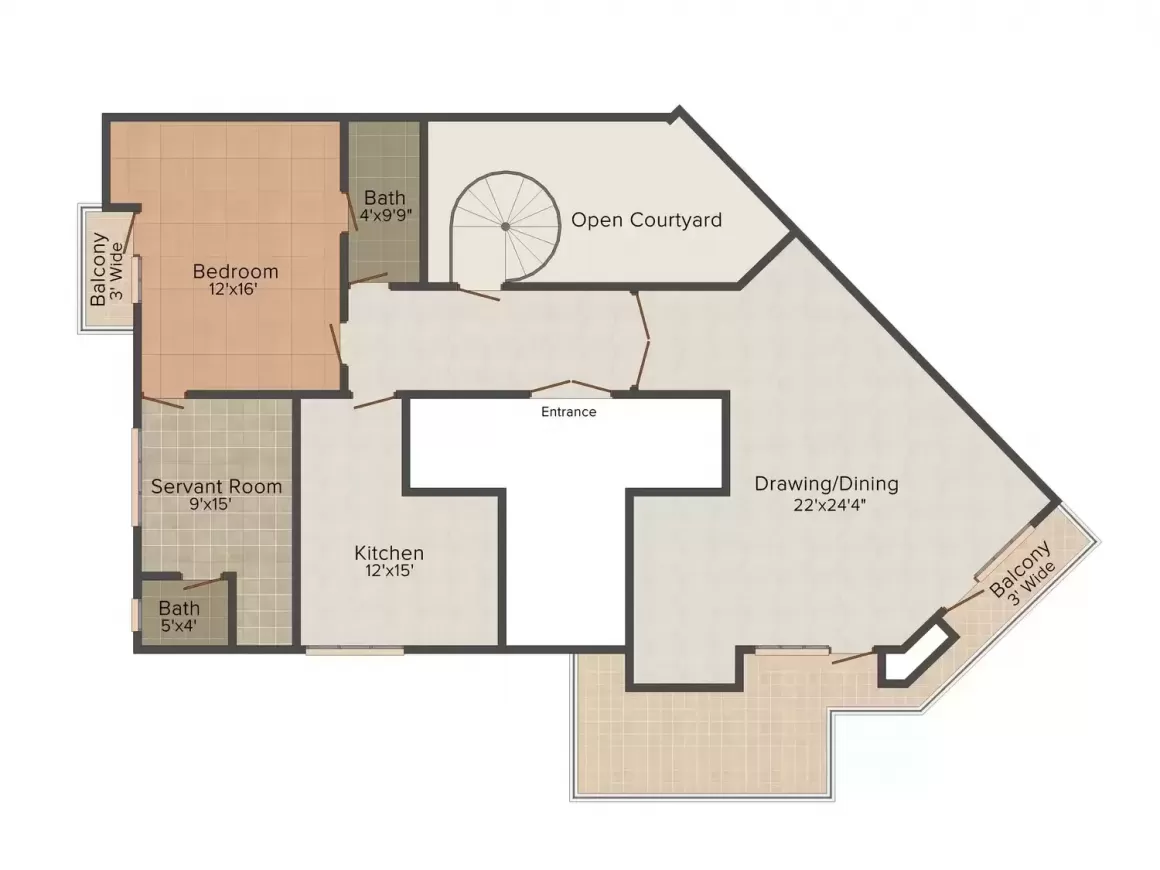 Bath
4'x9'9"
Open Courtyard
Balcony
3' Wide
Bedroom
12'x16'
Entrance
Servant Room
9'x15'
Drawing/Dining
22'x24'4"
Kitchen
12'x15'
Balcony
3' Wide
Bath
5'x4'